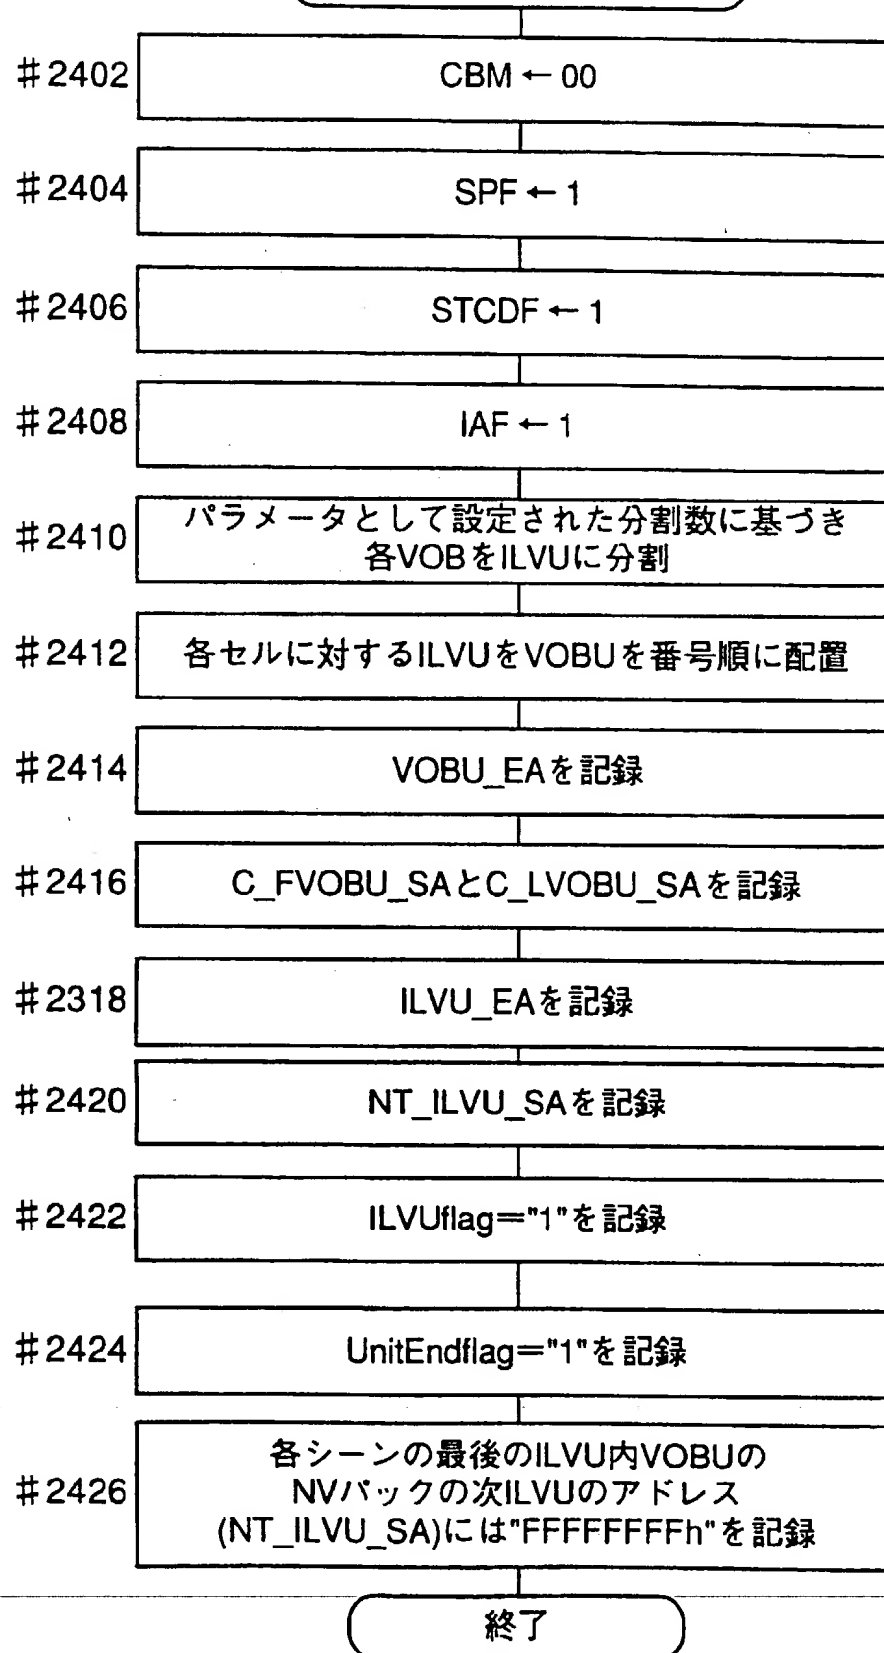 #2402 CBM ← 00
#2404 SPF ← 1
#2406 STCDF ← 1
#2408 IAF ← 1
#2410 パラメータとして設定された分割数に基づき
各VOBをILVUに分割
#2412 各セルに対するILVUをVOBUを番号順に配置
#2414 VOBU_EAを記録
#2416 C_FVOBU_SAとC_LVOBU_SAを記録
#2318 ILVU_EAを記録
#2420 NT_ILVU_SAを記録
#2422 ILVUflag="1"を記録
#2424 UnitEndflag="1"を記録
各シーンの最後のILVU内VOBUの
#2426 NVパックの次ILVUのアドレス
(NT_ILVU_SA)には"FFFFFFFFh"を記録
終了